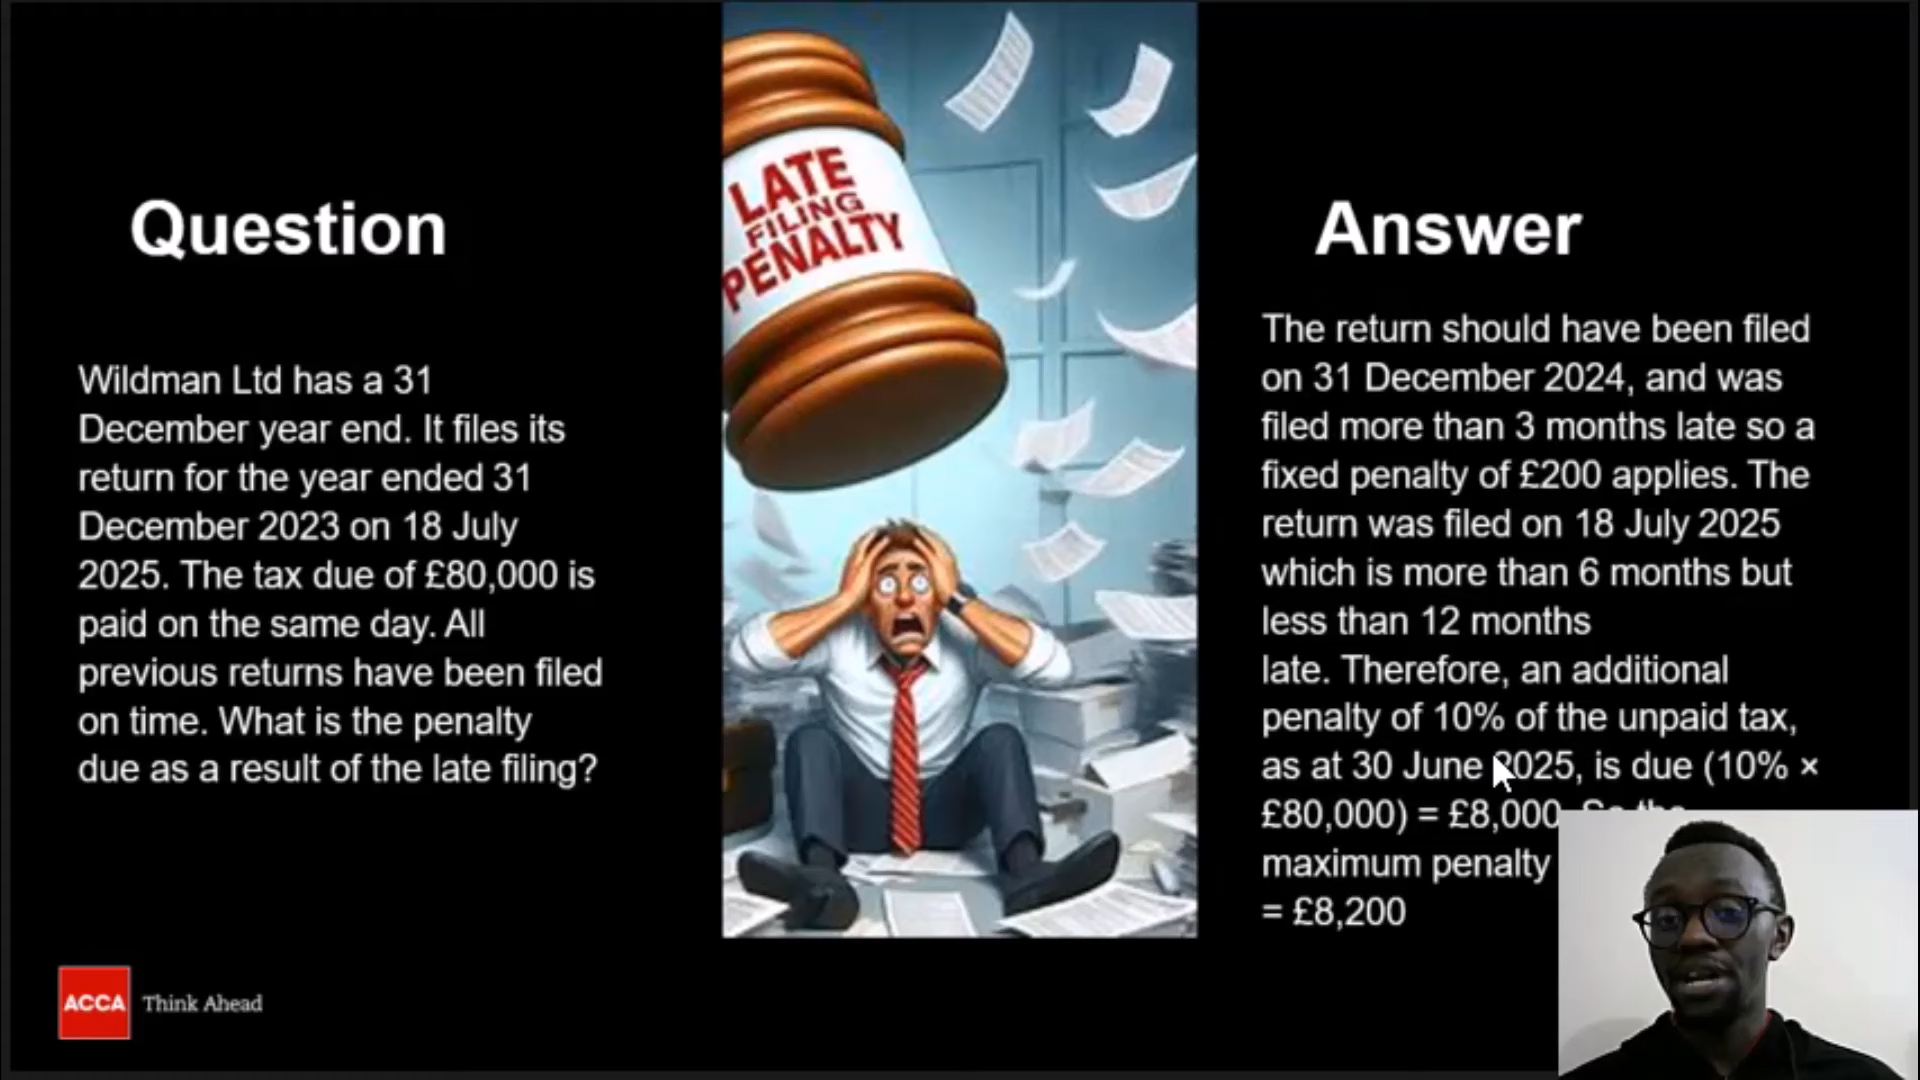 Question
Wildman Ltd has a 31
December year end. It files its
return for the year ended 31
December 2023 on 18 July
2025. The tax due of £80,000 is
paid on the same day. All
previous returns have been filed
on time. What is the penalty
due as a result of the late filing?
LATE
FILING
PENALTY
Answer
The return should have been filed
on 31 December 2024, and was
filed more than 3 months late so a
fixed penalty of £200 applies. The
return was filed on 18 July 2025
which is more than 6 months but
less than 12 months
late. Therefore, an additional
penalty of 10% of the unpaid tax,
as at 30 June 2025, is due (10% ×
£80,000) = £8,000. So the
maximum penalty
= £8,200
ACCA Think Ahead